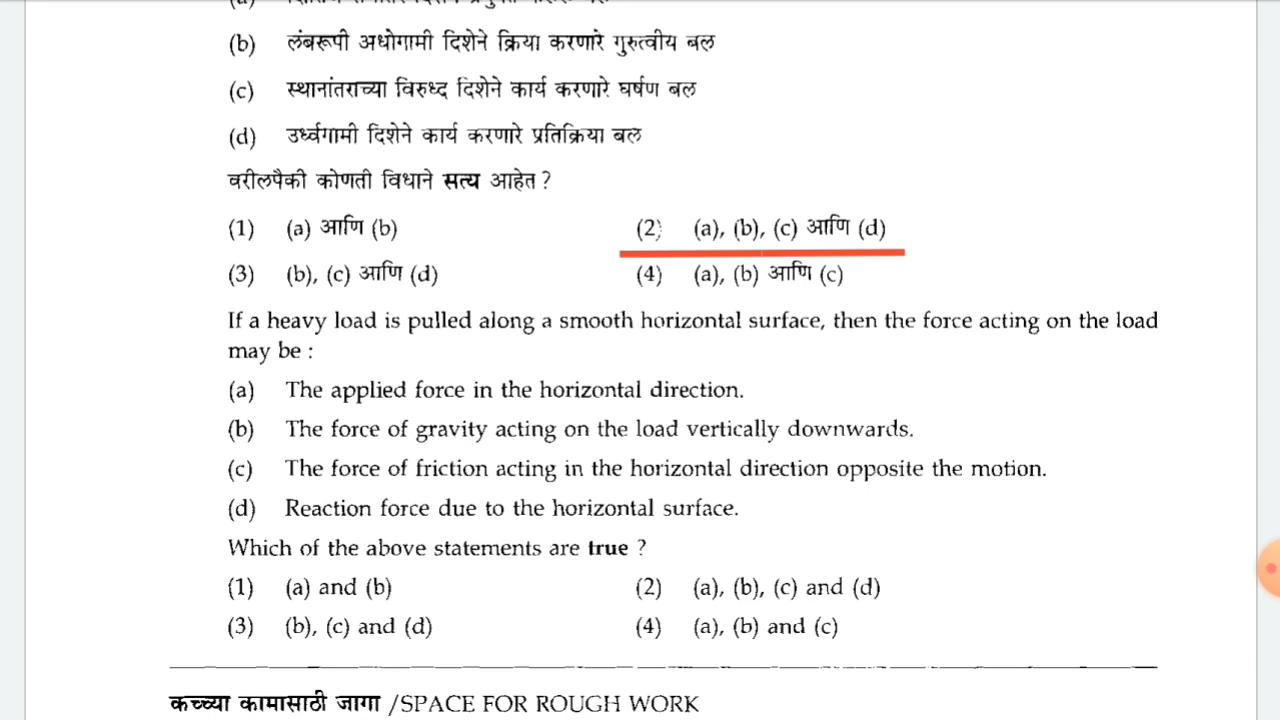 (b) लंबरूपी अधोगामी दिशेने क्रिया करणारे गुरुत्वीय बल
(c) स्थानांतराच्या विरुध्द दिशेने कार्य करणारे घर्षण बल
(d) उर्ध्वगामी दिशेने कार्य करणारे प्रतिक्रिया बल
वरीलपैकी कोणती विधाने सत्य आहेत ?
(1) (a) आणि (b) (2) (a), (b), (c) आणि (d)
(3) (b), (c) आणि (d) (4) (a), (b) आणि (c)
If a heavy load is pulled along a smooth horizontal surface, then the force acting on the load
may be :
(a) The applied force in the horizontal direction.
(b) The force of gravity acting on the load vertically downwards.
(c) The force of friction acting in the horizontal direction opposite the motion.
(d) Reaction force due to the horizontal surface.
Which of the above statements are true ?
(1) (a) and (b) (2) (a), (b), (c) and (d)
(3) (b), (c) and (d) (4) (a), (b) and (c)
कच्च्या कामासाठी जागा /SPACE FOR ROUGH WORK